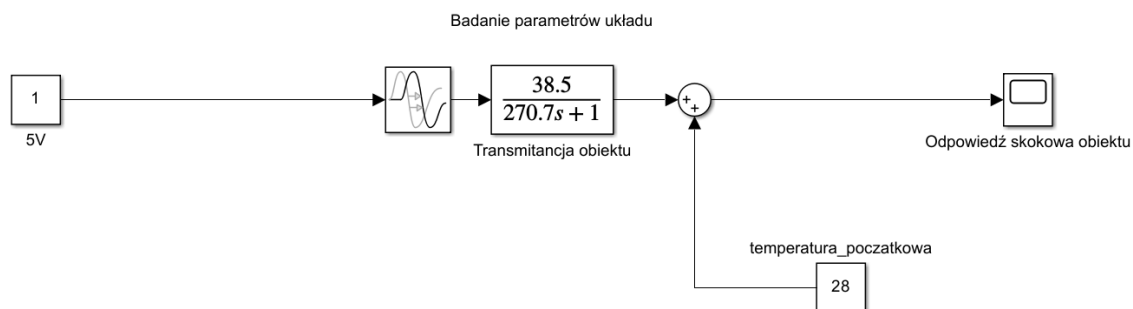 Badanie parametrów układu
1
5V
38.5
270.7s + 1
Transmitancja obiektu
+
+
Odpowiedź skokowa obiektu
temperatura_poczatkowa
28